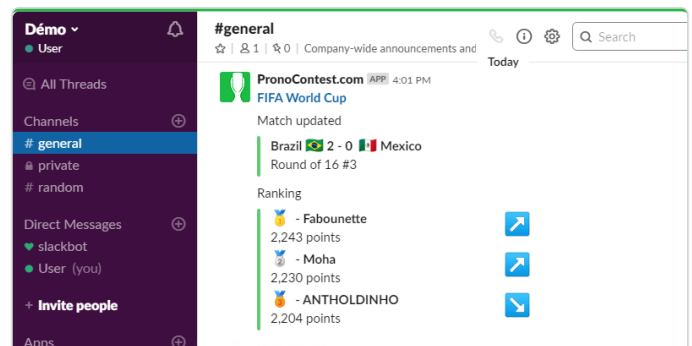 Démo
User
All Threads
Channels
# general
private
# random
Direct Messages
slackbot
User (you)
+ Invite people
Apps
#general
1 | 0 | Company-wide announcements and
Search
Today
PronoContest.com APP 4:01 PM
FIFA World Cup
Match updated
Brazil 2 - 0 Mexico
Round of 16 #3
Ranking
- Fabounette
2,243 points
- Moha
2,230 points
- ANTHOLDINHO
2,204 points